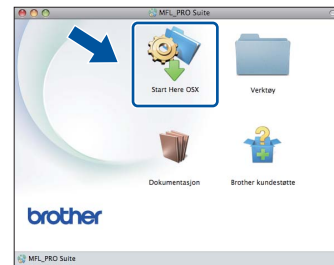 MFL_PRO Suite
Start Here OSX
Verktøy
Dokumentasjon
Brother kundestøtte
brother
MFL_PRO Suite